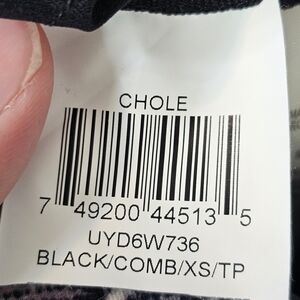 CHOLE
7 49200 44513 5
UYD6W736
BLACK/COMB/XS/TP